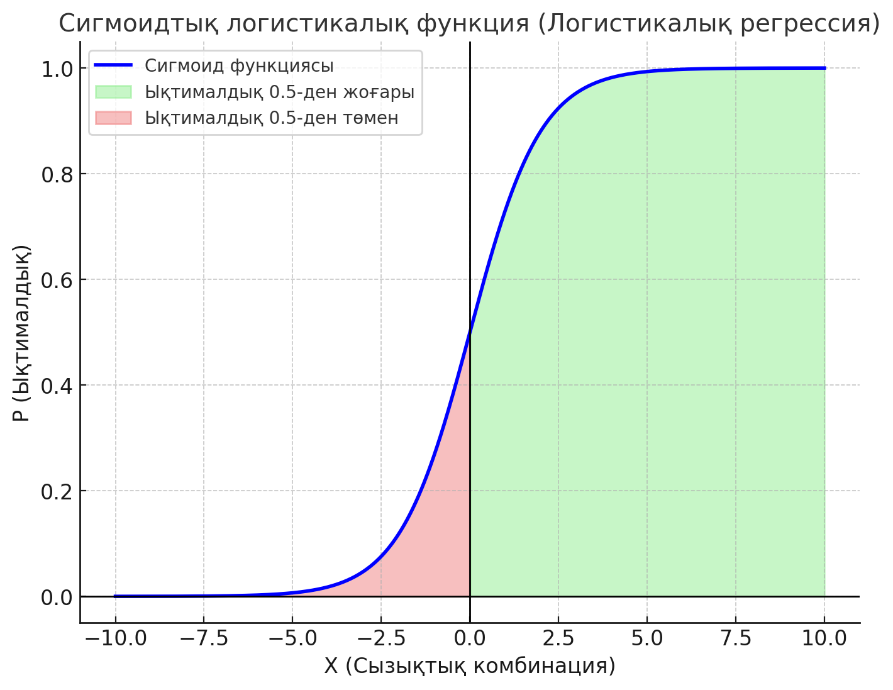 Сигмоидтық логистикалық функция (Логистикалық регрессия)
Сигмоид функциясы
Ықтималдық 0.5-ден жоғары
Ықтималдық 0.5-ден төмен
1.0
0.8
0.6
0.4
0.2
0.0
P (Ықтималдық)
−10.0 −7.5 −5.0 −2.5 0.0 2.5 5.0 7.5 10.0
X (Сызықтық комбинация)